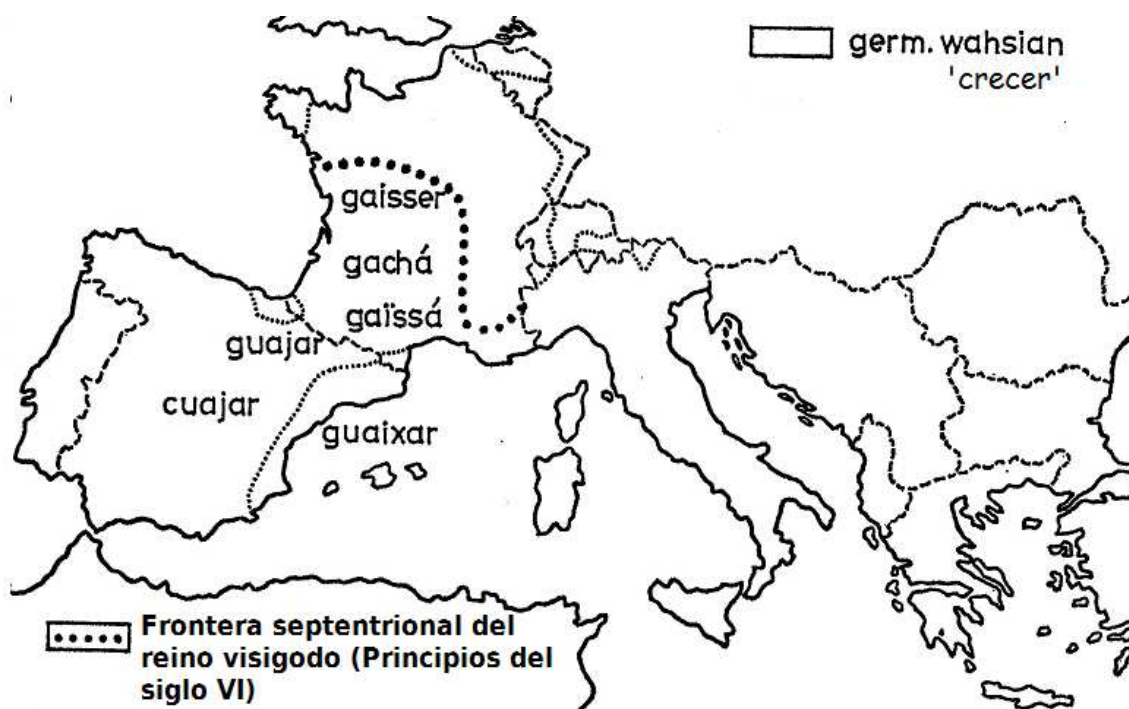 germ. wahsian
'crecer'
gaisser
gachá
gaïssá
guajar
cuajar
guaixar
Frontera septentrional del
reino visigodo (Principios del
siglo VI)